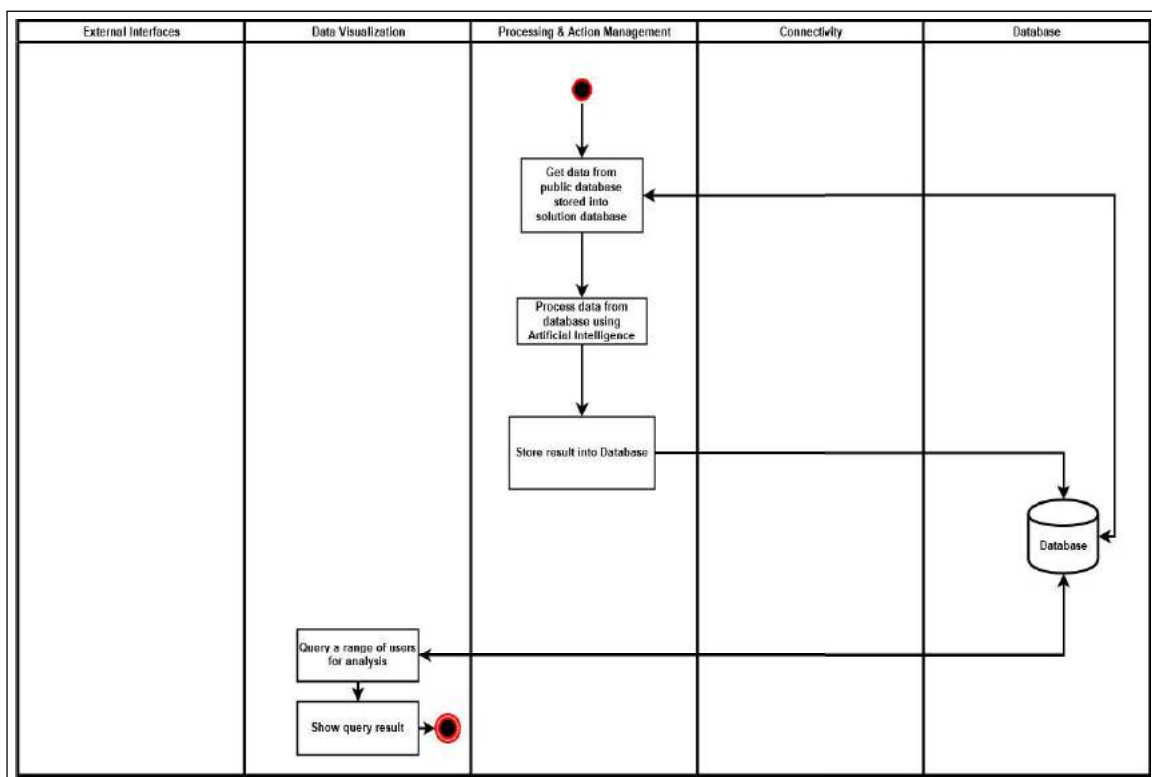 External Interfaces
Data Visualization
Processing & Action Management
Connectivity
Database
Get data from
public database
stored into
solution database
Process data from
database using
Artificial Intelligence
Store result into Database
Database
Query a range of users
for analysis
Show query result